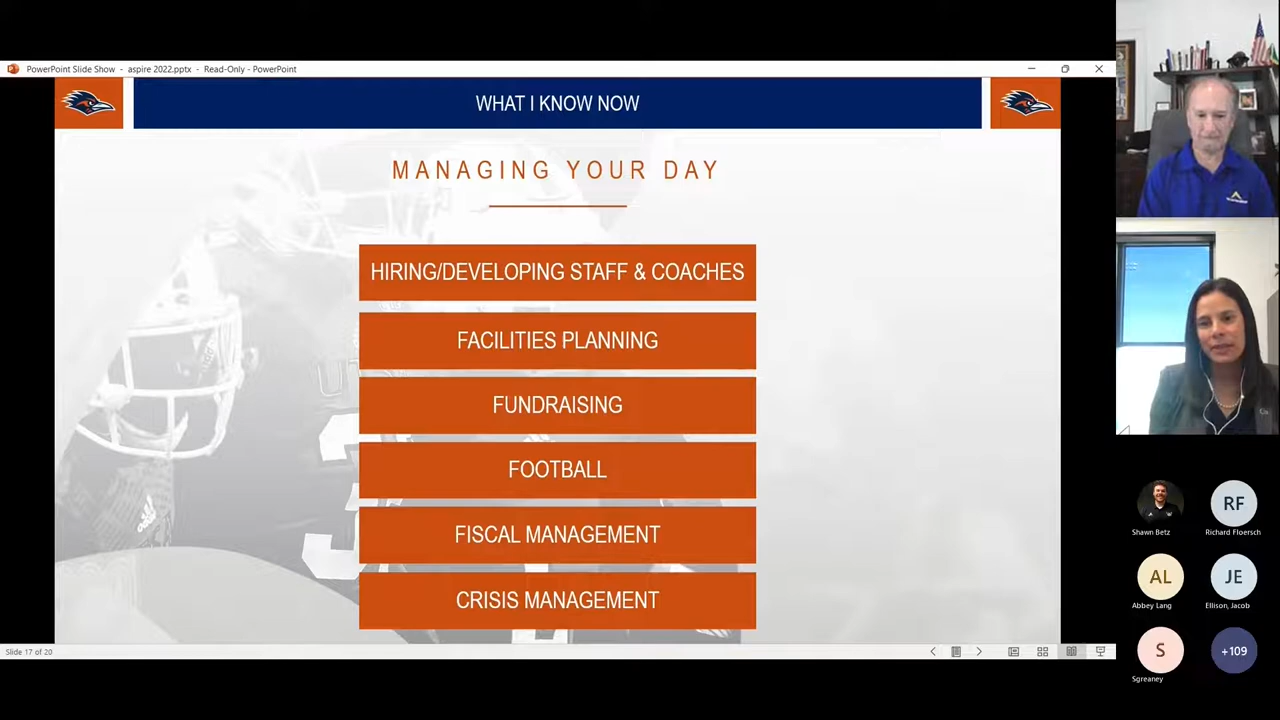 PowerPoint Slide Show - aspire 2022.pptx - Read-Only - PowerPoint
WHAT I KNOW NOW
MANAGING YOUR DAY
HIRING/DEVELOPING STAFF & COACHES
FACILITIES PLANNING
FUNDRAISING
FOOTBALL
FISCAL MANAGEMENT
CRISIS MANAGEMENT
Slide 17 of 20
RF
Shawn Betz
Richard Floersch
AL
JE
Abbey Lang
Ellison, Jacob
S
+109
Sgreaney